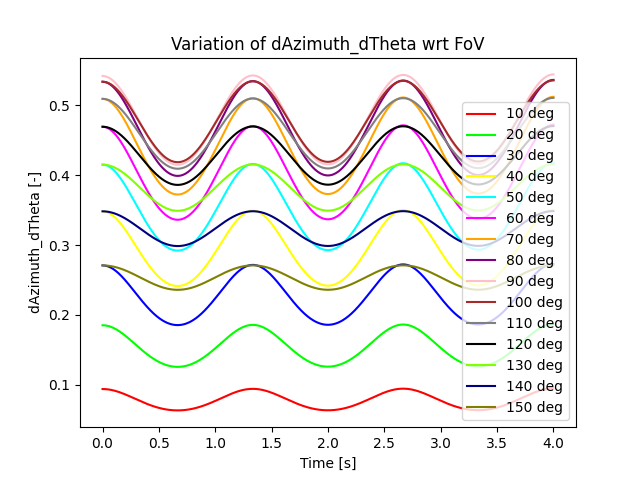 Variation of dAzimuth_dTheta wrt FoV
dAzimuth_dTheta [-]
0.5
0.4
0.3
0.2
0.1
0.0 0.5 1.0 1.5 2.0 2.5 3.0 3.5 4.0
Time [s]
10 deg
20 deg
30 deg
40 deg
50 deg
60 deg
70 deg
80 deg
90 deg
100 deg
110 deg
120 deg
130 deg
140 deg
150 deg